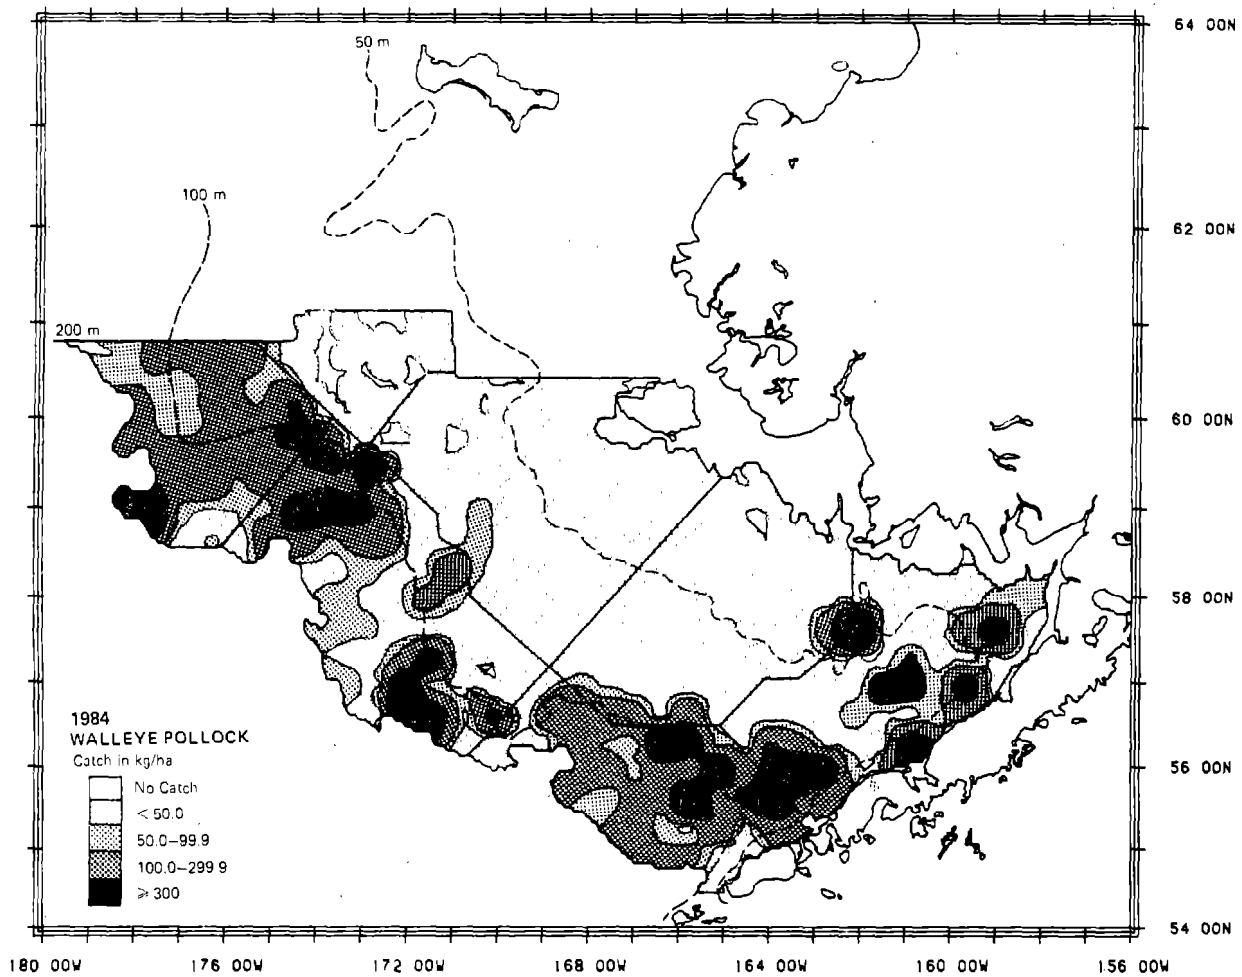 64 00N
50 m
100 m
62 00N
200 m
60 00N
58 00N
1984
WALLEYE POLLOCK
Catch in kg/ha
No Catch
< 50.0
50.0–99.9
100.0–299 9
⩾ 300
56 00N
54 00N
180 00W 176 00W 172 00W 168 00W 164 00W 160 00W 156 00W